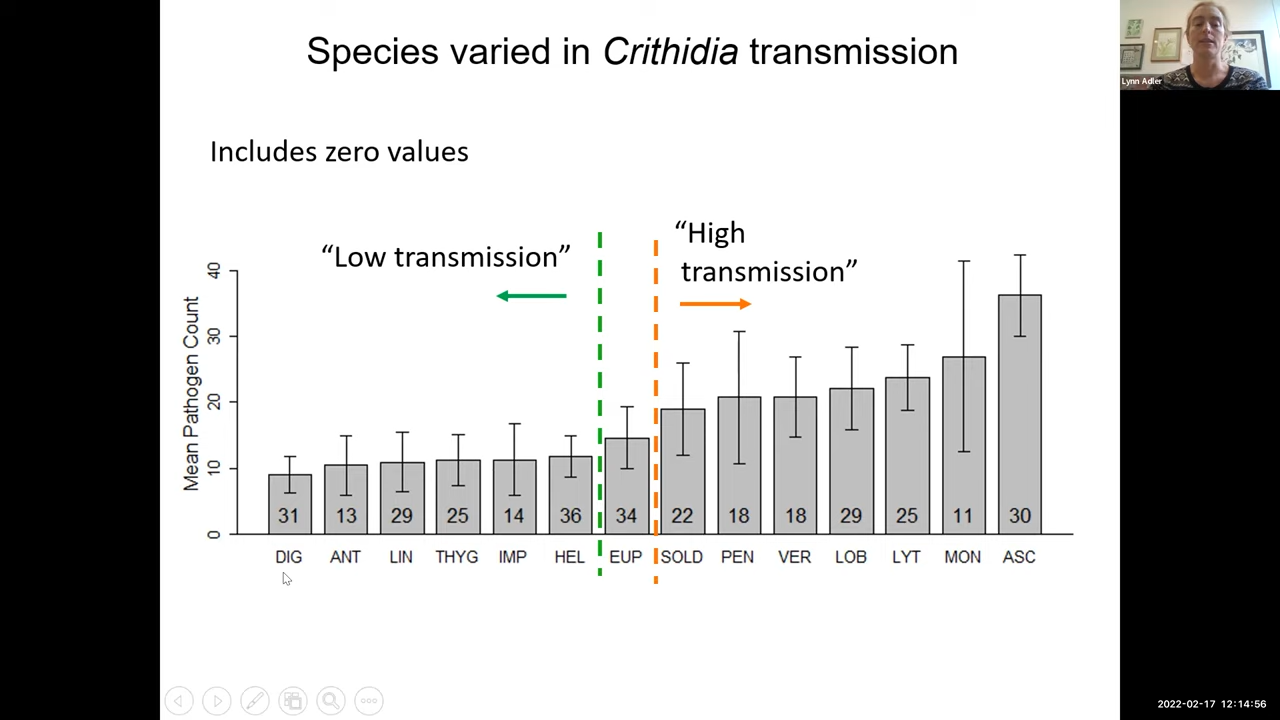 Species varied in Crithidia transmission
Lynn Adler
Includes zero values
“Low transmission”
“High
transmission”
Mean Pathogen Count
40
30
20
10
0
31 13 29 25 14 36 34 22 18 18 29 25 11 30
DIG ANT LIN THYG IMP HEL EUP SOLD PEN VER LOB LYT MON ASC
2022-02-17 12:14:56